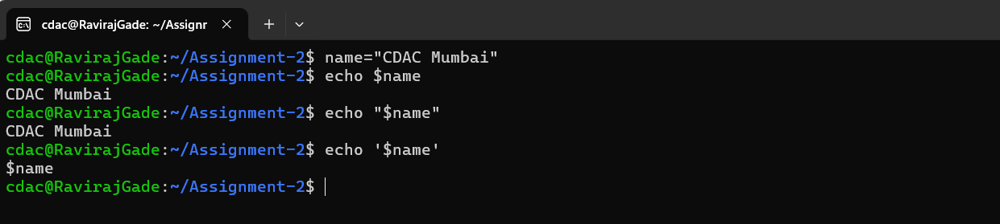 cdac@RavirajGade: ~/Assignr
cdac@RavirajGade:~/Assignment-2$ name="CDAC Mumbai"
cdac@RavirajGade:~/Assignment-2$ echo $name
CDAC Mumbai
cdac@RavirajGade:~/Assignment-2$ echo "$name"
CDAC Mumbai
cdac@RavirajGade:~/Assignment-2$ echo '$name'
$name
cdac@RavirajGade:~/Assignment-2$